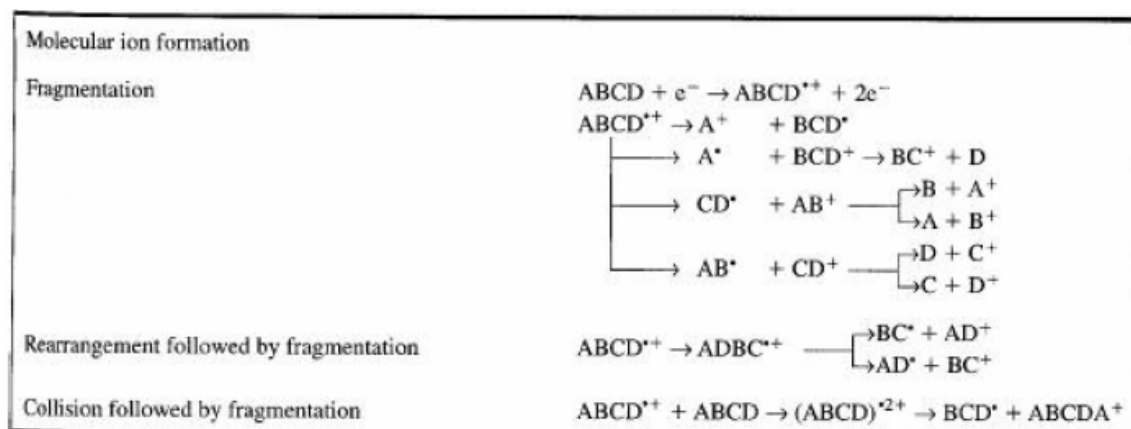 Molecular ion formation
Fragmentation
ABCD + e⁻ → ABCD•⁺ + 2e⁻
ABCD•⁺ → A⁺ + BCD•
→ A• + BCD⁺ → BC⁺ + D
→ CD• + AB⁺ → B + A⁺
→ A + B⁺
→ AB• + CD⁺ → D + C⁺
→ C + D⁺
Rearrangement followed by fragmentation
ABCD•⁺ → ADBC•⁺ → BC• + AD⁺
→ AD• + BC⁺
Collision followed by fragmentation
ABCD•⁺ + ABCD → (ABCD)•²⁺ → BCD• + ABCDA⁺